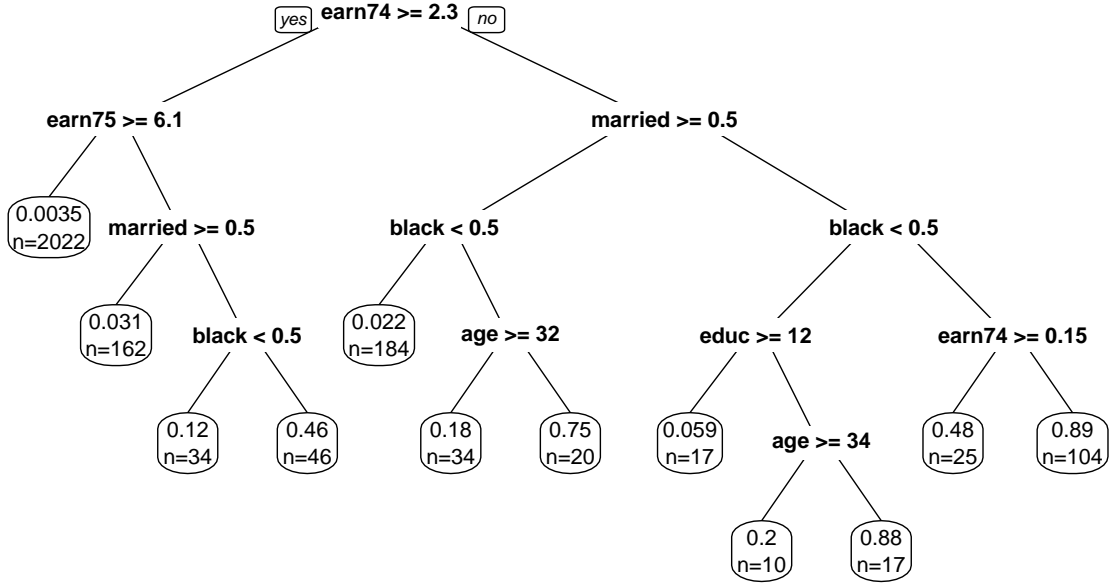 yes earn74 >= 2.3 no
earn75 >= 6.1 married >= 0.5
0.0035
n=2022
married >= 0.5 black < 0.5 black < 0.5
0.031
n=162
black < 0.5
0.022
n=184
age >= 32 educ >= 12 earn74 >= 0.15
0.12
n=34
0.46
n=46
0.18
n=34
0.75
n=20
0.059
n=17
age >= 34
0.48
n=25
0.89
n=104
0.2
n=10
0.88
n=17